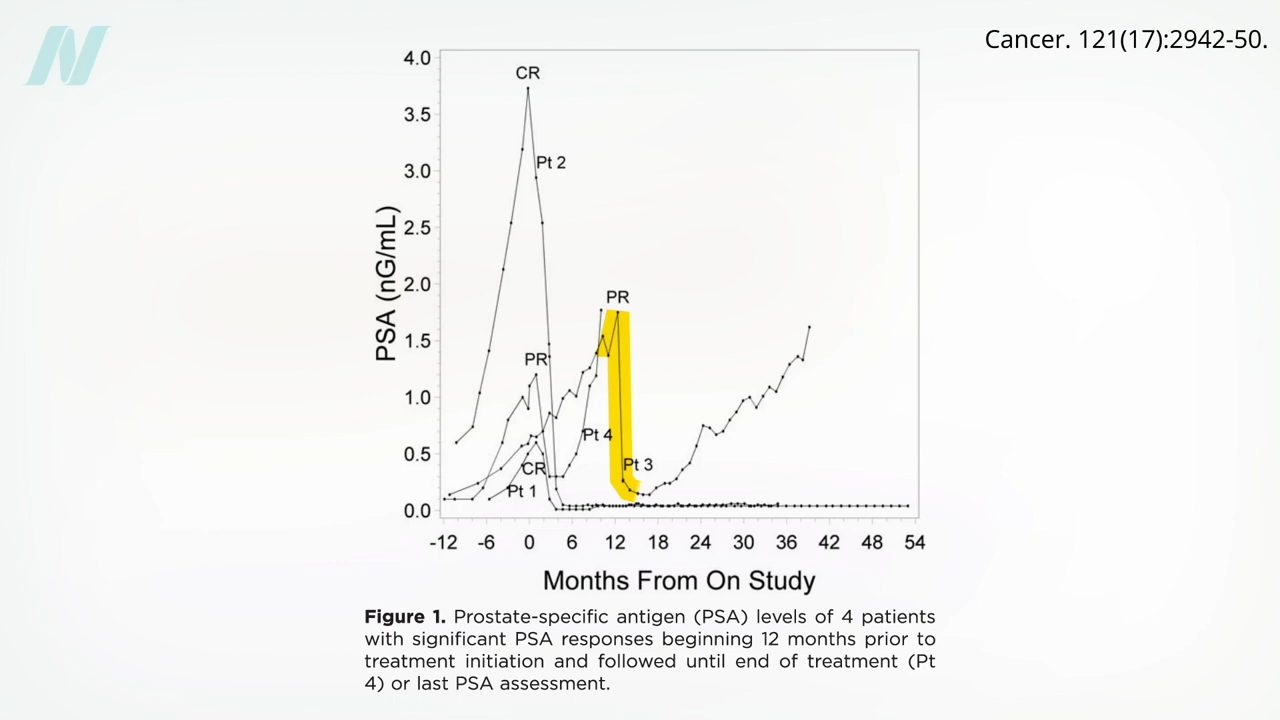 Cancer. 121(17):2942-50.
4.0
3.5
3.0
2.5
2.0
1.5
1.0
0.5
0.0
PSA (nG/mL)
CR
Pt 2
PR
PR
Pt 4
Pt 3
CR
Pt 1
-12 -6 0 6 12 18 24 30 36 42 48 54
Months From On Study
Figure 1. Prostate-specific antigen (PSA) levels of 4 patients
with significant PSA responses beginning 12 months prior to
treatment initiation and followed until end of treatment (Pt
4) or last PSA assessment.